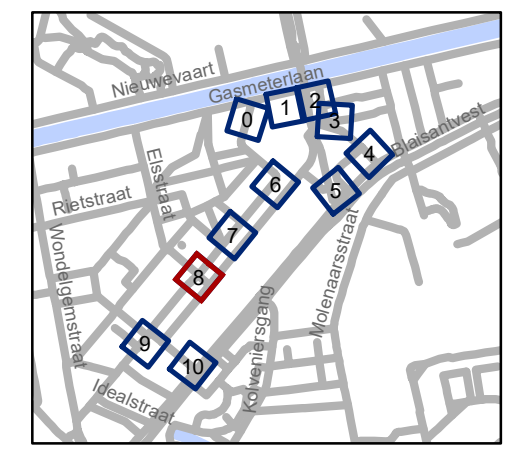 Nieuwevaart
Gasmeterlaan
0
1
2
3
Blaisantvest
4
Elsstraat
5
6
Rietstraat
7
Molenaarsstraat
Wondelgemstraat
8
Kolveniersgang
9
10
Idealstraat